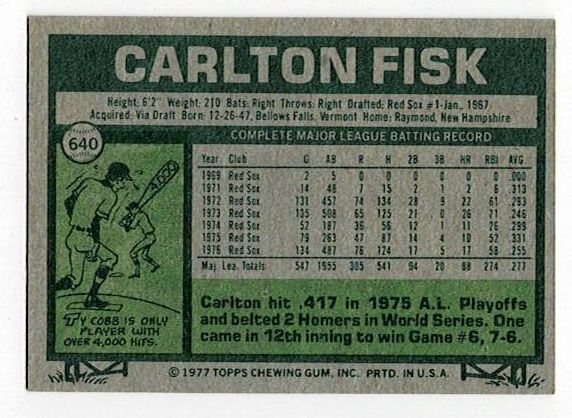 CARLTON FISK
Height: 6'2" Weight: 210 Bats: Right Throws: Right Drafted: Red Sox #1-Jan., 1967
Acquired: Via Draft Born: 12-26-47, Bellows Falls, Vermont Home: Raymond, New Hampshire
640
COMPLETE MAJOR LEAGUE BATTING RECORD
Year Club G AB R H 2B 3B HR RBI AVG
1969 Red Sox 2 5 0 0 0 0 0 0 .000
1971 Red Sox 14 48 7 15 2 1 2 6 .313
1972 Red Sox 131 457 74 134 28 9 22 61 .293
1973 Red Sox 135 508 65 125 21 0 26 71 .246
1974 Red Sox 52 187 36 56 12 1 11 26 .299
1975 Red Sox 79 263 47 87 14 4 10 52 .331
1976 Red Sox 134 487 76 124 17 5 17 58 .255
Maj. Lea. Totals 547 1955 305 541 94 20 88 274 .277
4,000
TY COBB IS ONLY
PLAYER WITH
OVER 4,000 HITS.
Carlton hit .417 in 1975 A.L. Playoffs
and belted 2 Homers in World Series. One
came in 12th inning to win Game #6, 7-6.
© 1977 TOPPS CHEWING GUM, INC. PRTD. IN U.S.A.